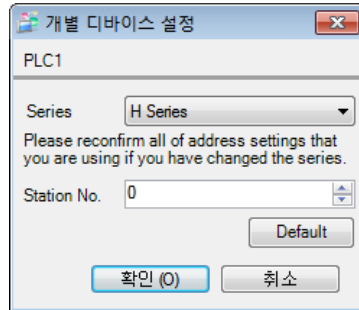 개별 디바이스 설정
PLC1
Series H Series
Please reconfirm all of address settings that
you are using if you have changed the series.
Station No. 0
Default
확인 (O) 취소